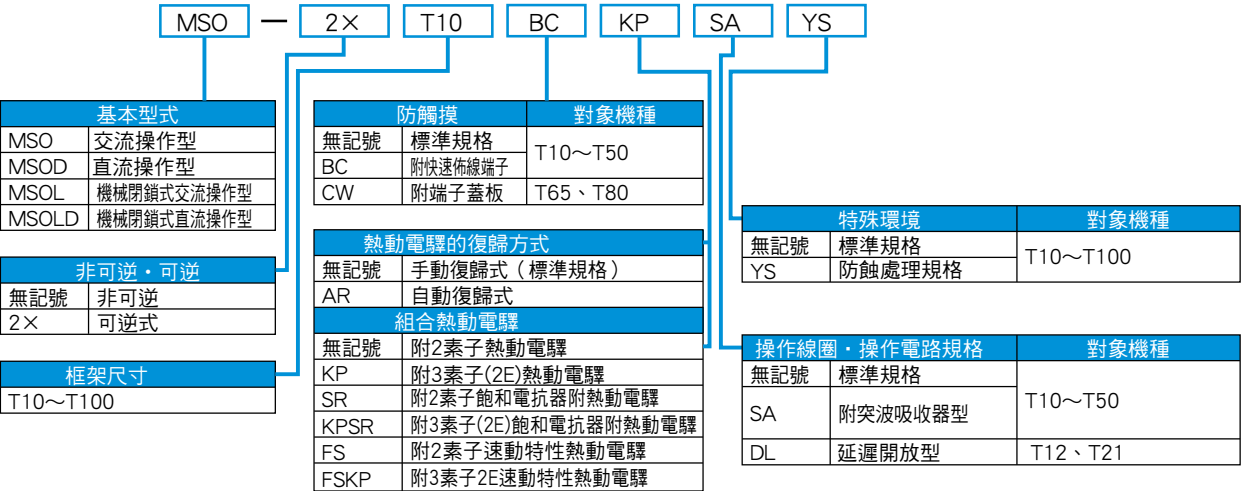 MSO — 2× T10 BC KP SA YS
基本型式
MSO 交流操作型
MSOD 直流操作型
MSOL 機械閉鎖式交流操作型
MSOLD 機械閉鎖式直流操作型
非可逆・可逆
無記號 非可逆
2× 可逆式
框架尺寸
T10～T100
防觸摸 對象機種
無記號 標準規格 T10～T50
BC 附快速佈線端子
CW 附端子蓋板 T65、T80
熱動電驛的復歸方式
無記號 手動復歸式（標準規格）
AR 自動復歸式
組合熱動電驛
無記號 附2素子熱動電驛
KP 附3素子(2E)熱動電驛
SR 附2素子飽和電抗器附熱動電驛
KPSR 附3素子(2E)飽和電抗器附熱動電驛
FS 附2素子速動特性熱動電驛
FSKP 附3素子2E速動特性熱動電驛
特殊環境 對象機種
無記號 標準規格 T10～T100
YS 防蝕處理規格
操作線圈・操作電路規格 對象機種
無記號 標準規格 T10～T50
SA 附突波吸收器型
DL 延遲開放型 T12、T21